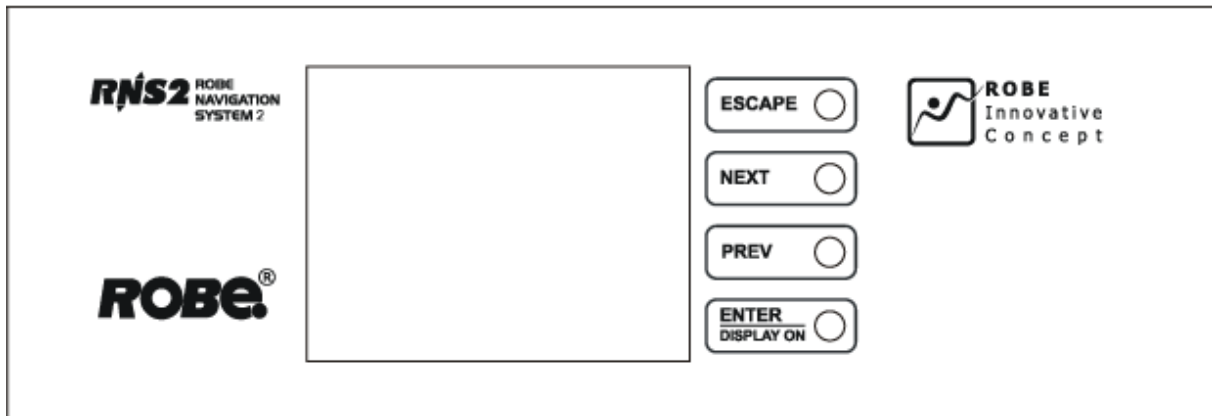 RNS2 ROBE
NAVIGATION
SYSTEM 2
ROBE®
ESCAPE
NEXT
PREV
ENTER
DISPLAY ON
ROBE
Innovative
Concept